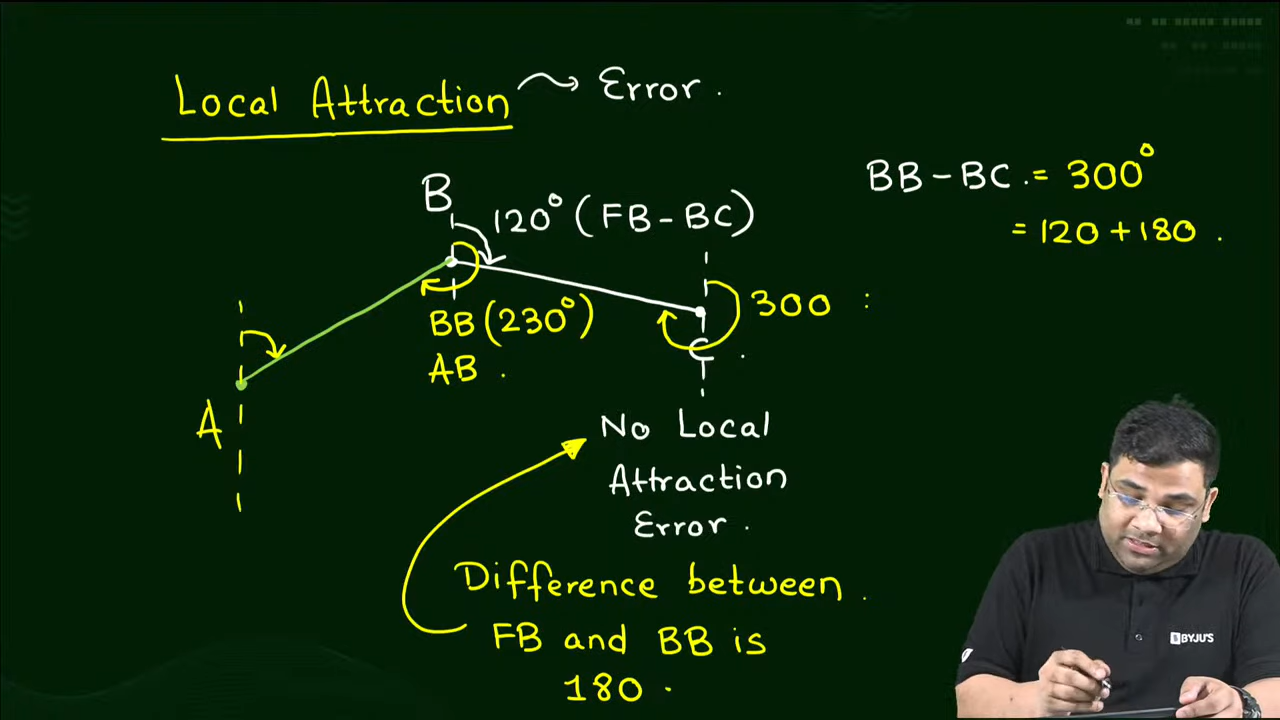 Local Attraction → Error.
B
120° (FB-BC)
BB-BC. = 300°
= 120 + 180.
BB (230°)
AB.
300 :
A
C
No Local
Attraction
Error.
Difference between.
FB and BB is
180.
BYJU'S